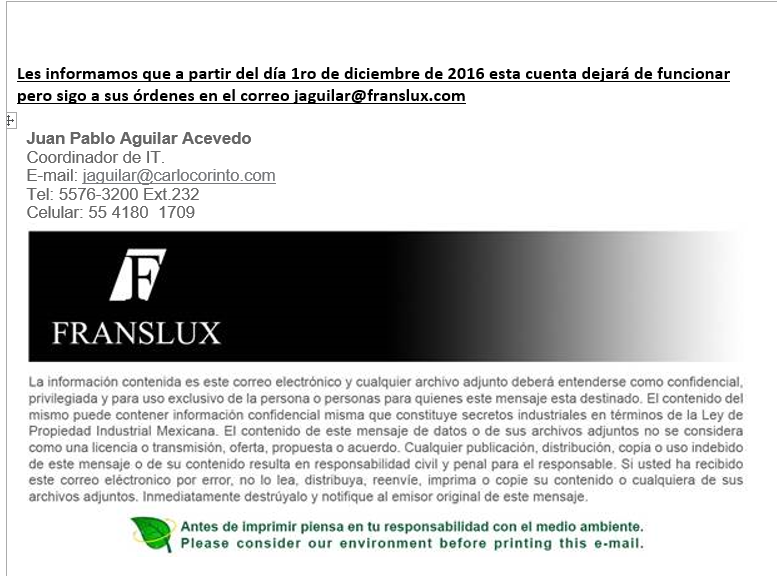 Les informamos que a partir del día 1ro de diciembre de 2016 esta cuenta dejará de funcionar
pero sigo a sus órdenes en el correo jaguilar@franslux.com
Juan Pablo Aguilar Acevedo
Coordinador de IT.
E-mail: jaguilar@carlocorinto.com
Tel: 5576-3200 Ext.232
Celular: 55 4180  1709
F
FRANSLUX
La información contenida es este correo electrónico y cualquier archivo adjunto deberá entenderse como confidencial,
privilegiada y para uso exclusivo de la persona o personas para quienes este mensaje esta destinado. El contenido del
mismo puede contener información confidencial misma que constituye secretos industriales en términos de la Ley de
Propiedad Industrial Mexicana. El contenido de este mensaje de datos o de sus archivos adjuntos no se considera
como una licencia o transmisión, oferta, propuesta o acuerdo. Cualquier publicación, distribución, copia o uso indebido
de este mensaje o de su contenido resulta en responsabilidad civil y penal para el responsable. Si usted ha recibido
este correo eléctronico por error, no lo lea, distribuya, reenvíe, imprima o copie su contenido o cualquiera de sus
archivos adjuntos. Inmediatamente destrúyalo y notifique al emisor original de este mensaje.
Antes de imprimir piensa en tu responsabilidad con el medio ambiente.
Please consider our environment before printing this e-mail.